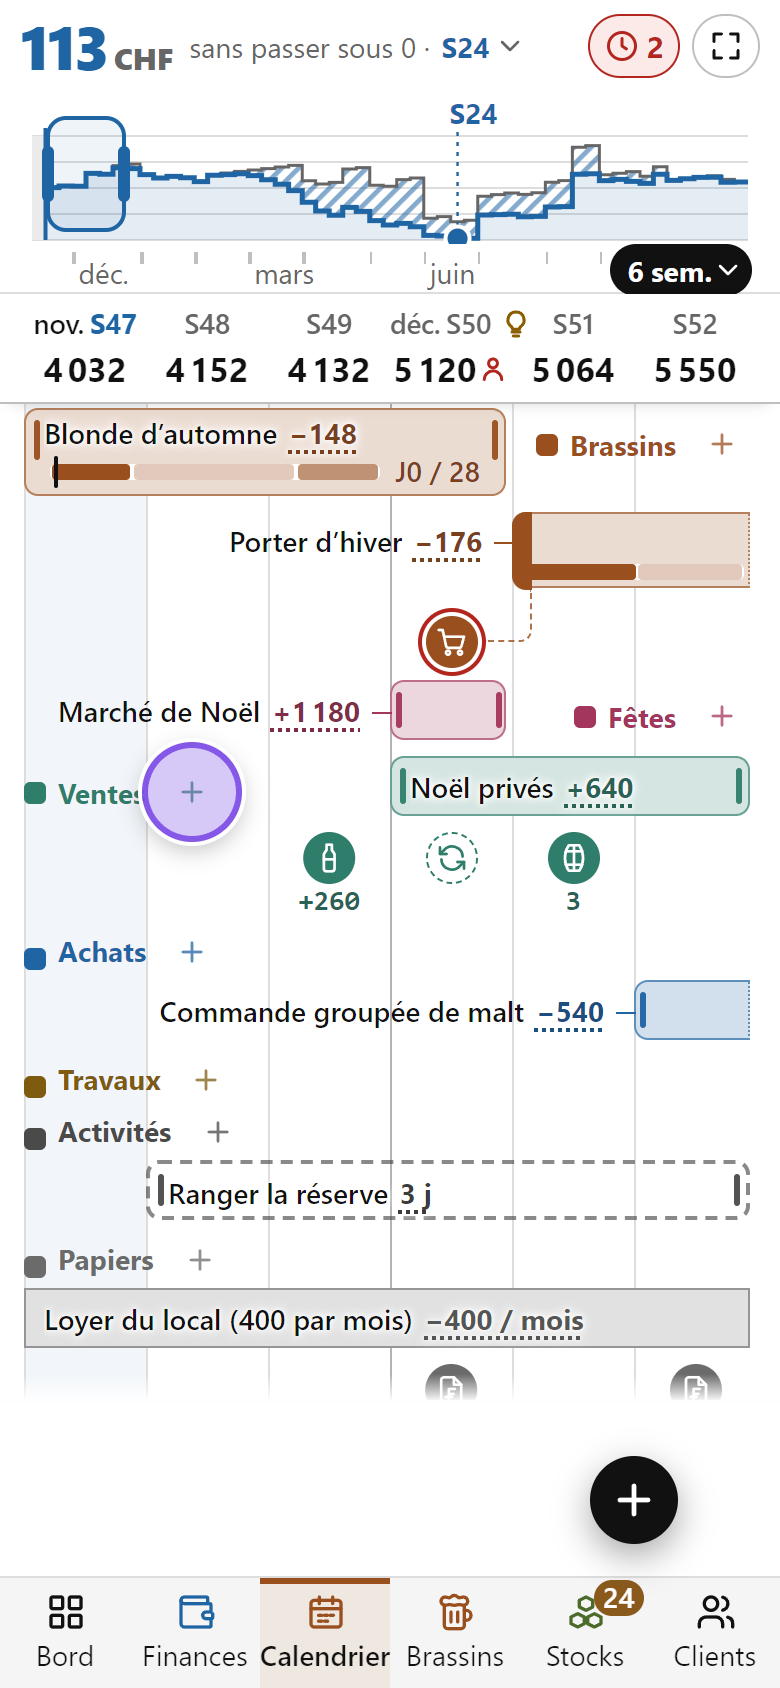 113 CHF sans passer sous 0 · S24
2
S24
déc. mars juin
6 sem.
nov. S47 S48 S49 déc. S50 S51 S52
4 032 4 152 4 132 5 120 5 064 5 550
Blonde d’automne −148
J0 / 28
Brassins +
Porter d’hiver −176
Marché de Noël +1 180
Fêtes +
Ventes +
Noël privés +640
+260 3
Achats +
Commande groupée de malt −540
Travaux +
Activités +
Ranger la réserve 3 j
Papiers +
Loyer du local (400 par mois) −400 / mois
+
24
Bord Finances Calendrier Brassins Stocks Clients